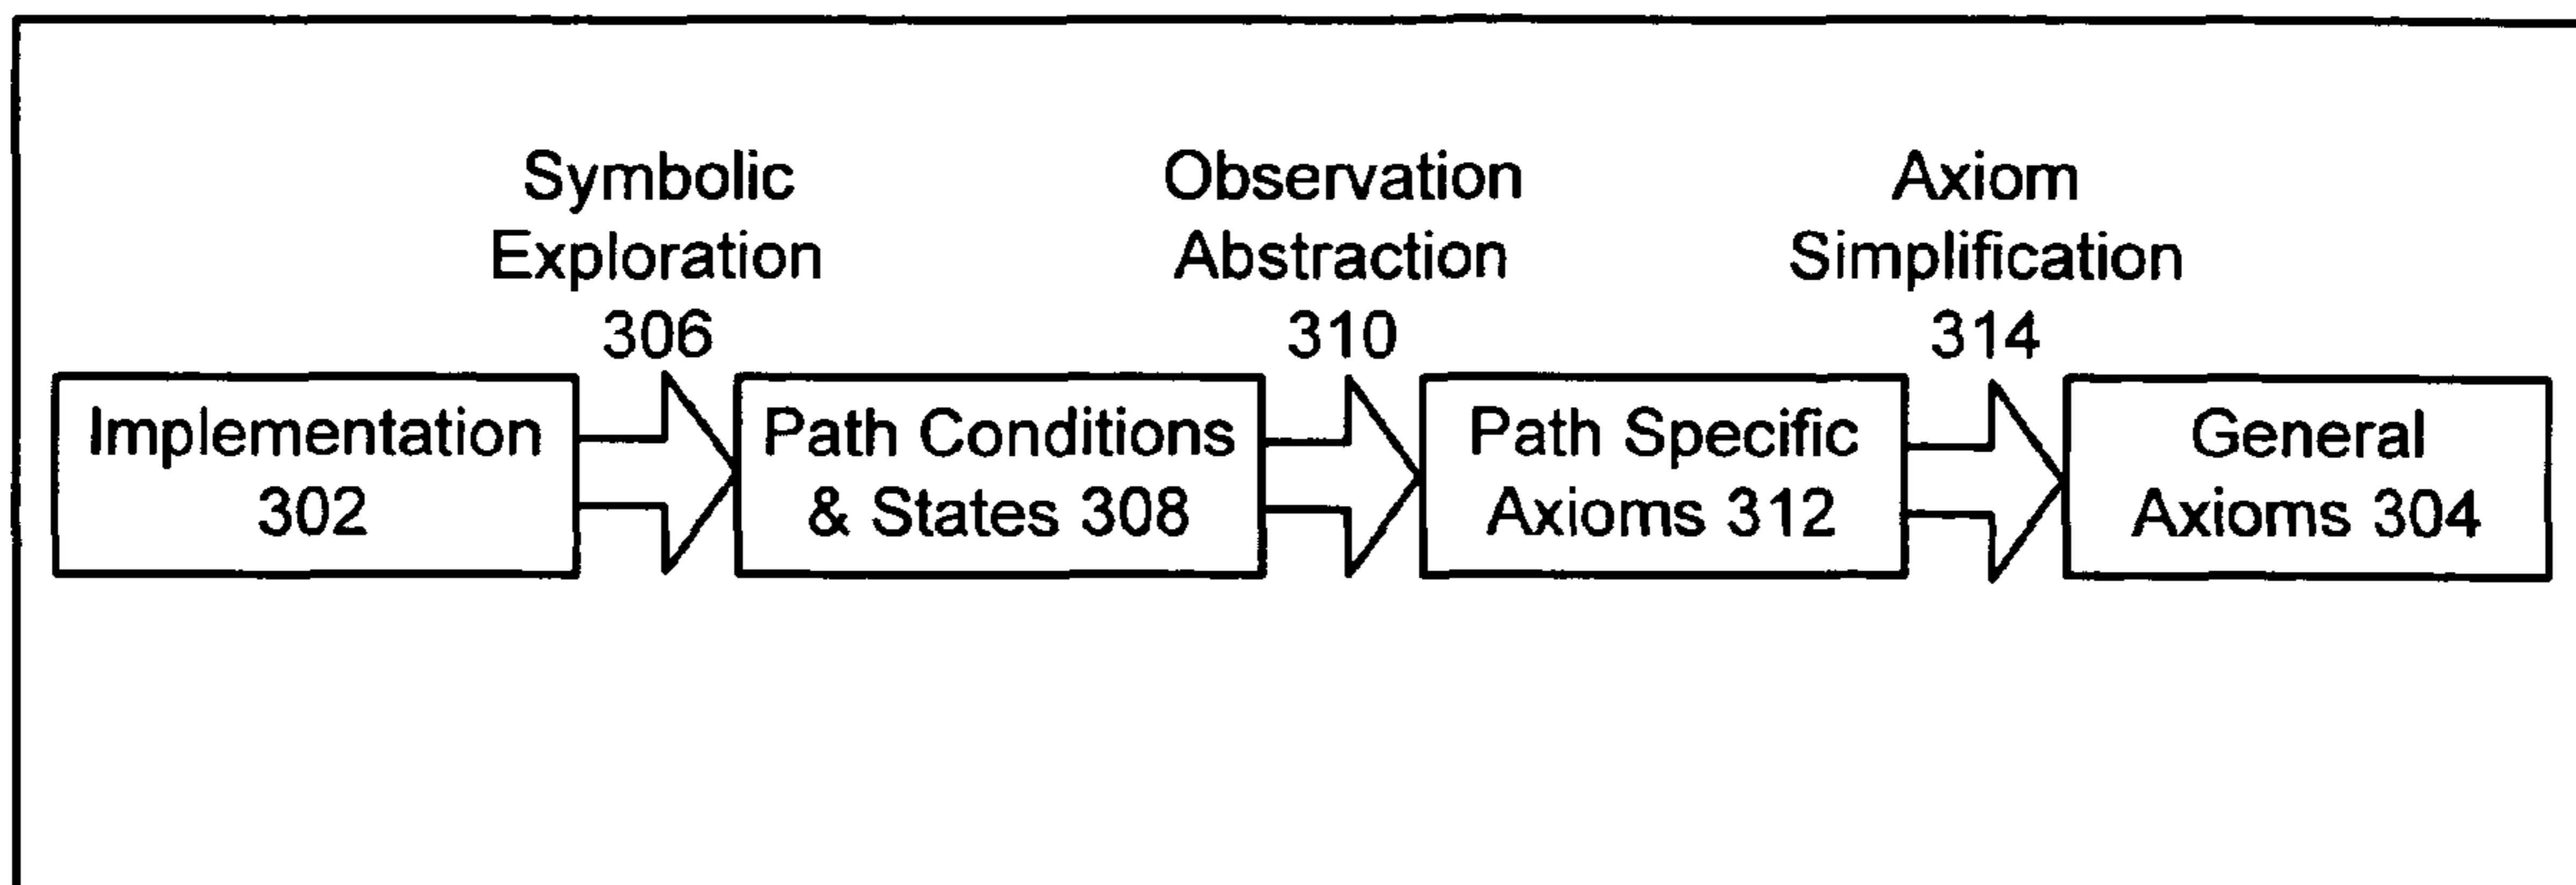 Symbolic
Exploration
306
Observation
Abstraction
310
Axiom
Simplification
314
Implementation
302
Path Conditions
& States 308
Path Specific
Axioms 312
General
Axioms 304